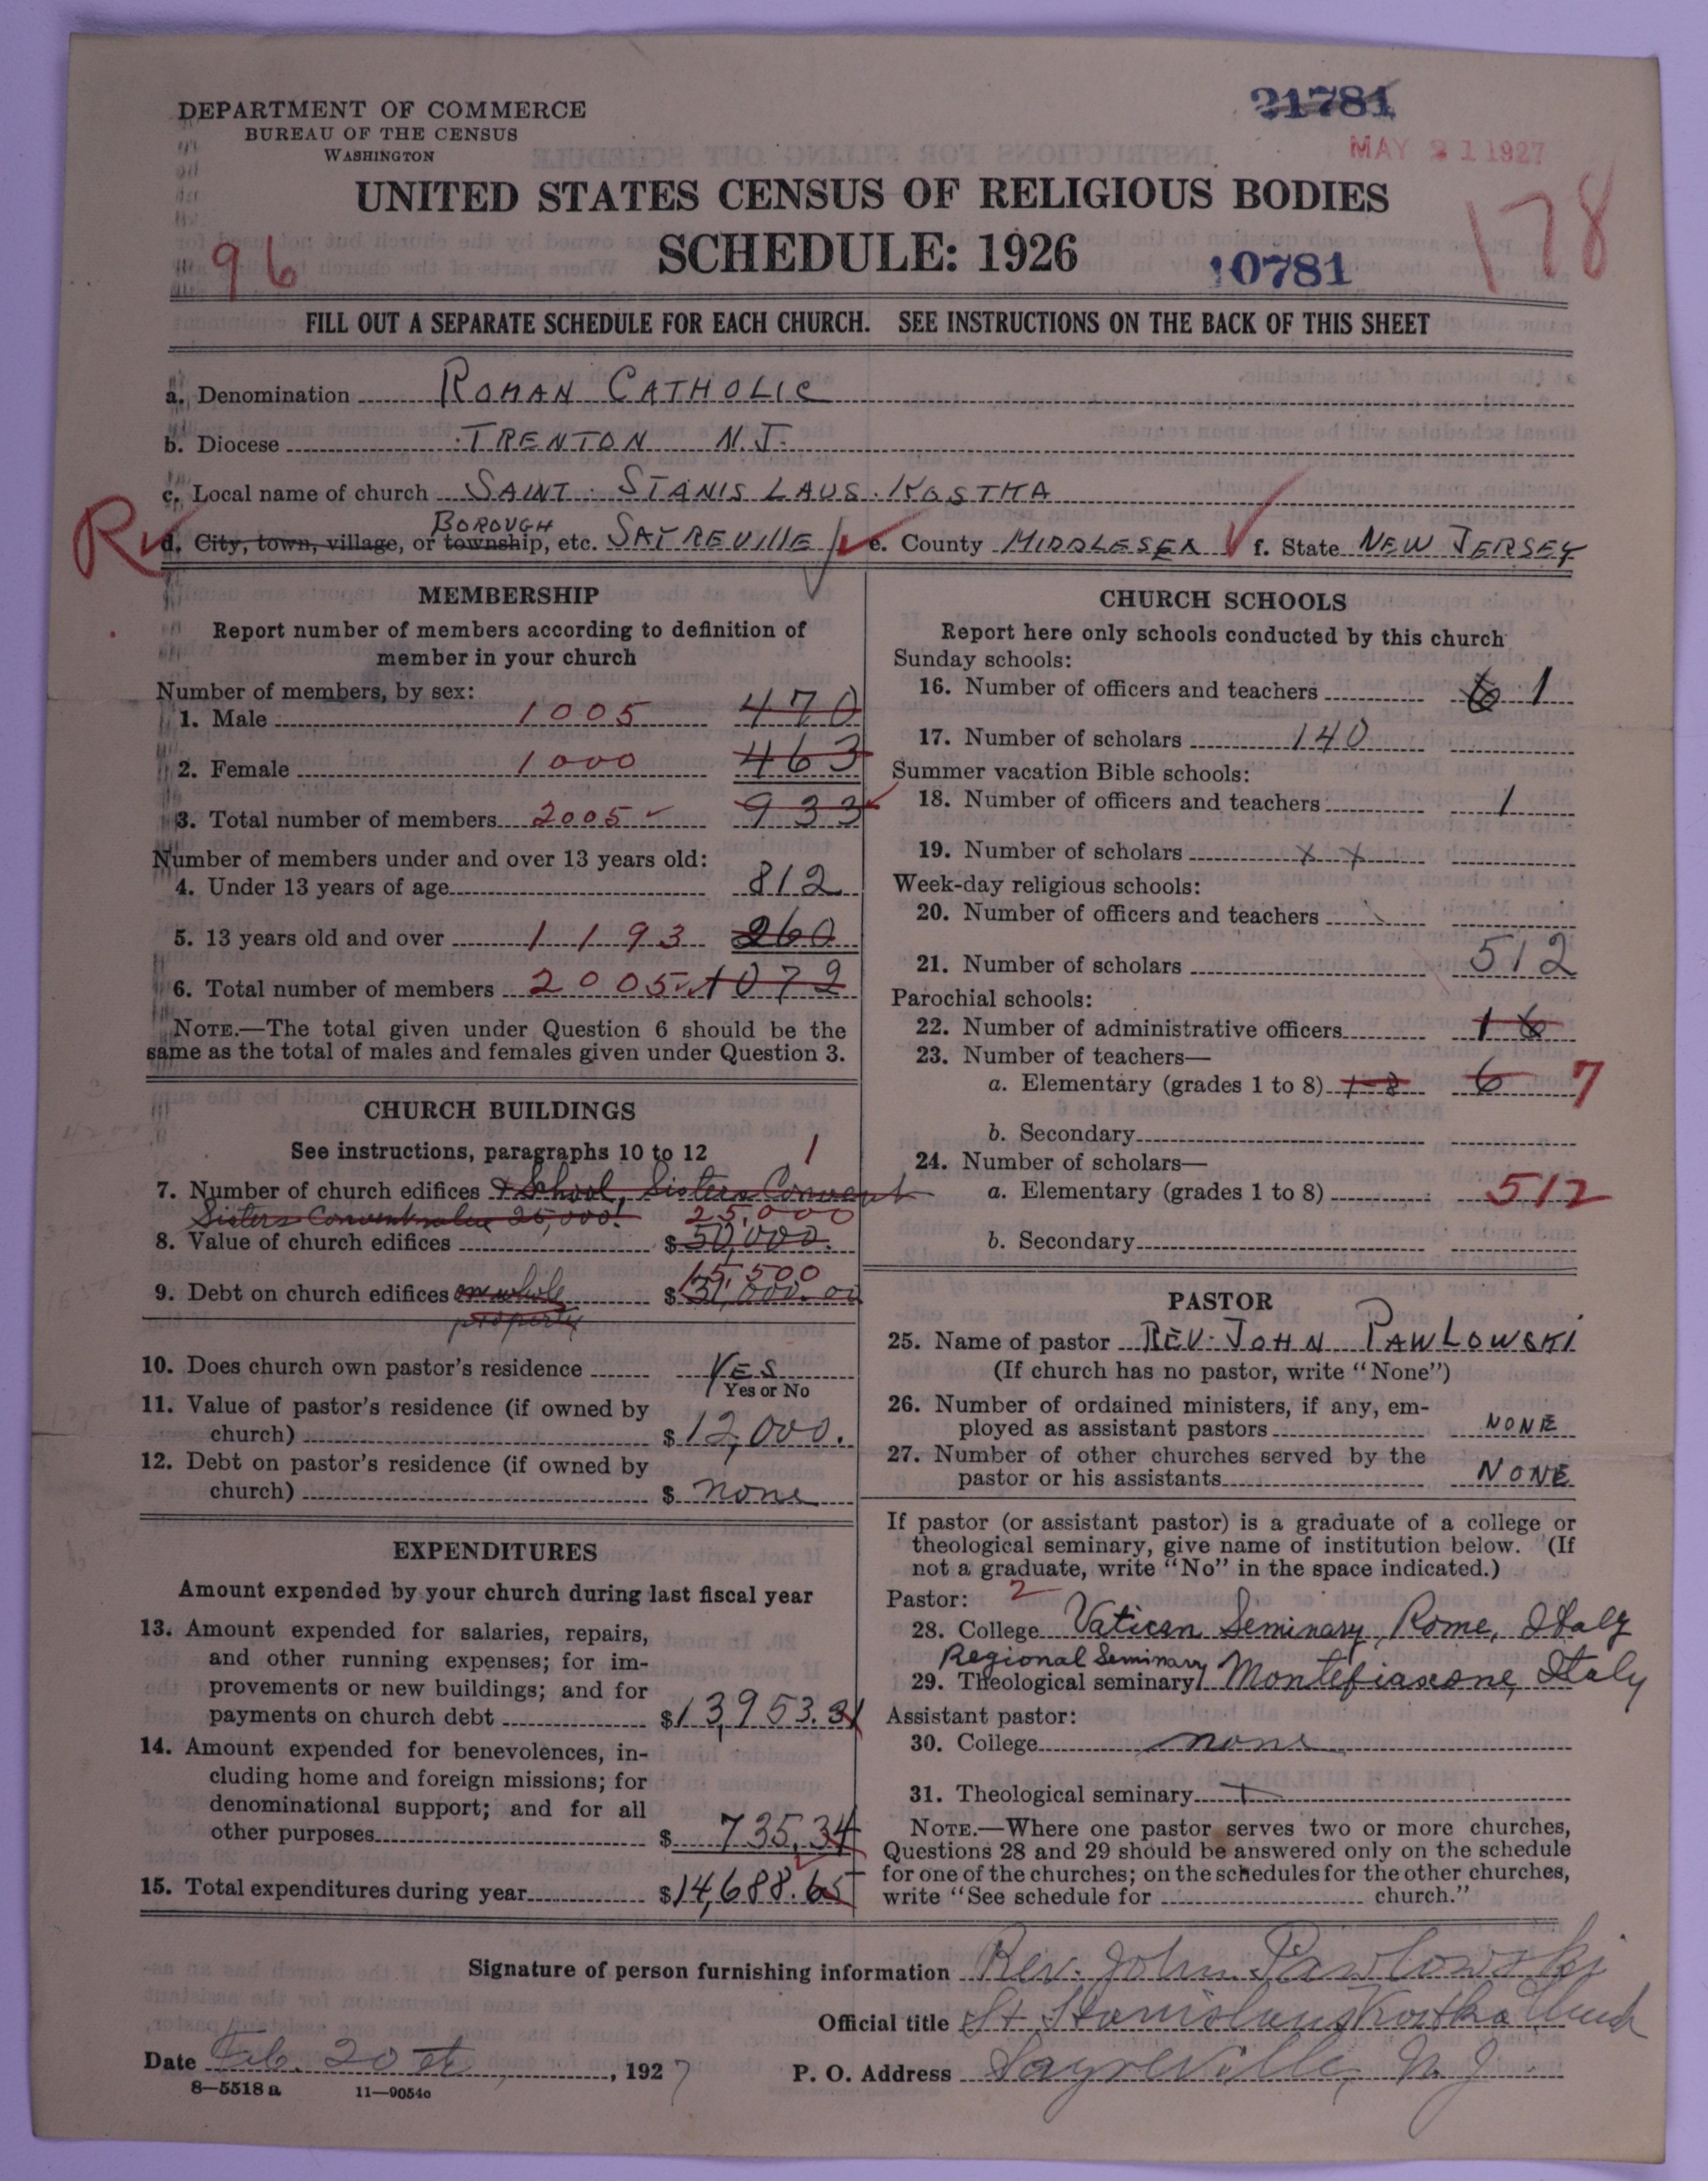 DEPARTMENT OF COMMERCE
BUREAU OF THE CENSUS
WASHINGTON
21781
MAY 21 1927
UNITED STATES CENSUS OF RELIGIOUS BODIES
SCHEDULE: 1926
96
10781
178
FILL OUT A SEPARATE SCHEDULE FOR EACH CHURCH. SEE INSTRUCTIONS ON THE BACK OF THIS SHEET
a. Denomination ROMAN CATHOLIC
b. Diocese TRENTON N.J.
c. Local name of church SAINT STANISLAUS KOSTKA
R
BOROUGH
d. City, town, village, or township, etc. SAYREVILLE e. County MIDDLESEX f. State NEW JERSEY
MEMBERSHIP
Report number of members according to definition of
member in your church
Number of members, by sex:
1. Male 1005 470
2. Female 1000 463
3. Total number of members 2005 933
Number of members under and over 13 years old:
4. Under 13 years of age 812
5. 13 years old and over 1193 260
6. Total number of members 2005 1072
NOTE.—The total given under Question 6 should be the
same as the total of males and females given under Question 3.
CHURCH BUILDINGS
See instructions, paragraphs 10 to 12 1
7. Number of church edifices & School, Sisters Convent
Sisters Convent value 25,000! 25,000
8. Value of church edifices $ 50,000.
15,500
9. Debt on church edifices on whole $ 31,000.00
property
10. Does church own pastor's residence YES
Yes or No
11. Value of pastor's residence (if owned by
church) $ 12,000.
12. Debt on pastor's residence (if owned by
church) $ none
EXPENDITURES
Amount expended by your church during last fiscal year
13. Amount expended for salaries, repairs,
and other running expenses; for im-
provements or new buildings; and for
payments on church debt $13,953.31
14. Amount expended for benevolences, in-
cluding home and foreign missions; for
denominational support; and for all
other purposes $ 735.34
15. Total expenditures during year $14,688.65
CHURCH SCHOOLS
Report here only schools conducted by this church
Sunday schools:
16. Number of officers and teachers 6 1
17. Number of scholars 140
Summer vacation Bible schools:
18. Number of officers and teachers 1
19. Number of scholars x x
Week-day religious schools:
20. Number of officers and teachers
21. Number of scholars 512
Parochial schools:
22. Number of administrative officers 1 6
23. Number of teachers—
a. Elementary (grades 1 to 8) 1-8 6 7
b. Secondary
24. Number of scholars—
a. Elementary (grades 1 to 8) 512
b. Secondary
PASTOR
25. Name of pastor REV. JOHN PAWLOWSKI
(If church has no pastor, write "None")
26. Number of ordained ministers, if any, em-
ployed as assistant pastors NONE
27. Number of other churches served by the
pastor or his assistants NONE
If pastor (or assistant pastor) is a graduate of a college or
theological seminary, give name of institution below. (If
not a graduate, write "No" in the space indicated.)
Pastor: 2
28. College Vatican Seminary, Rome, Italy
Regional Seminary
29. Theological seminary Montefiascone, Italy
Assistant pastor:
30. College none
31. Theological seminary
NOTE.—Where one pastor serves two or more churches,
Questions 28 and 29 should be answered only on the schedule
for one of the churches; on the schedules for the other churches,
write "See schedule for church."
Signature of person furnishing information Rev. John Pawlowski
Official title St Stanislaus Kostka Church
Date Feb. 20th, 1927 P. O. Address Sayreville, N.J.
8—5518 a 11—9054o